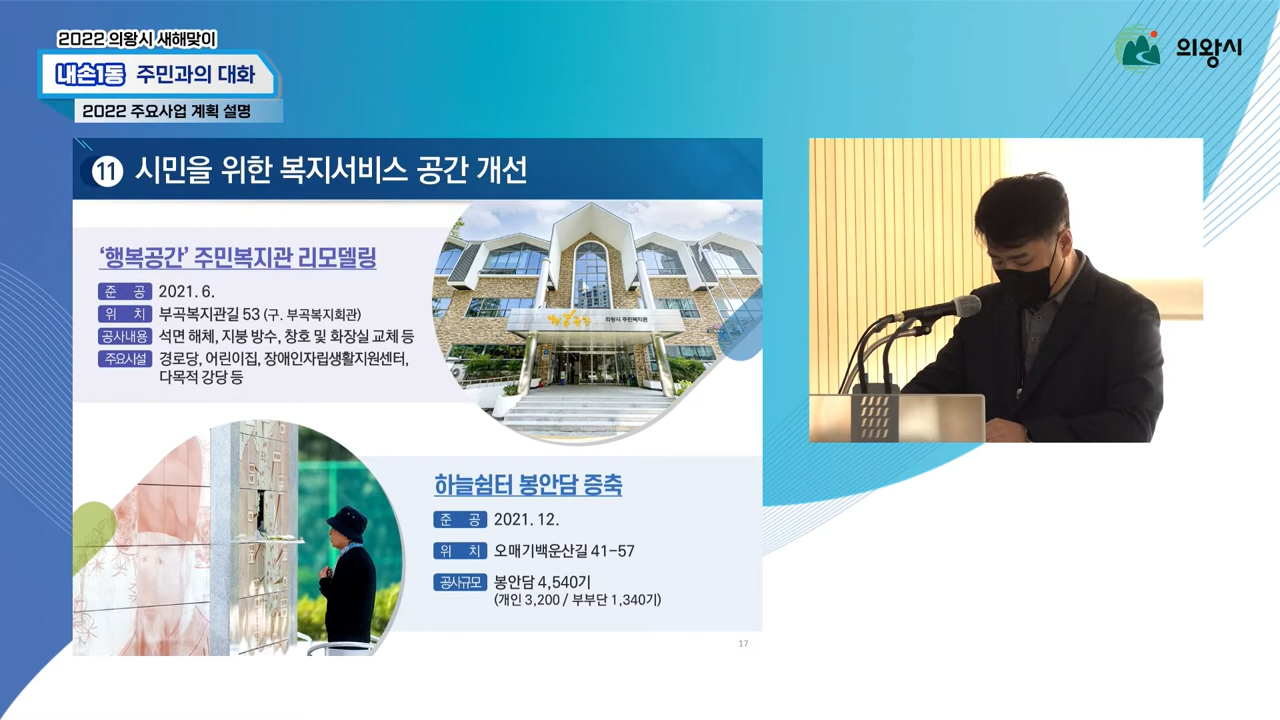 2022 의왕시 새해맞이
내손1동 주민과의 대화
2022 주요사업 계획 설명
의왕시
11 시민을 위한 복지서비스 공간 개선
‘행복공간’ 주민복지관 리모델링
준 공 2021. 6.
위 치 부곡복지관길 53 (구. 부곡복지회관)
공사내용 석면 해체, 지붕 방수, 창호 및 화장실 교체 등
주요시설 경로당, 어린이집, 장애인자립생활지원센터,
다목적 강당 등
의왕시 주민복지관
하늘쉼터 봉안담 증축
준 공 2021. 12.
위 치 오매기백운산길 41-57
공사규모 봉안담 4,540기
(개인 3,200 / 부부단 1,340기)
17